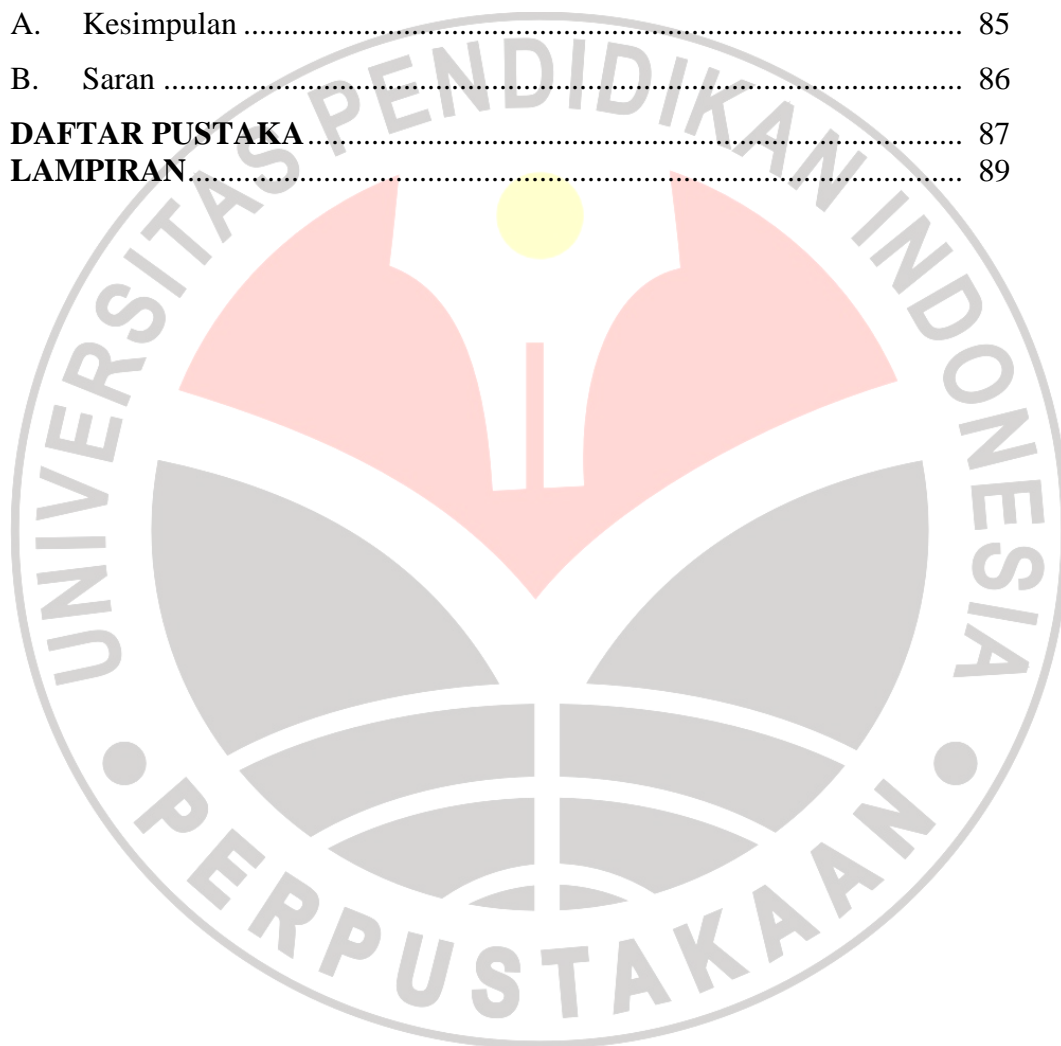 A. Kesimpulan ........................................................................................................... 85
B. Saran ....................................................................................................................... 86
DAFTAR PUSTAKA ................................................................................................. 87
LAMPIRAN ................................................................................................................... 89
UNIVERSITAS PENDIDIKAN INDONESIA
PERPUSTAKAAN